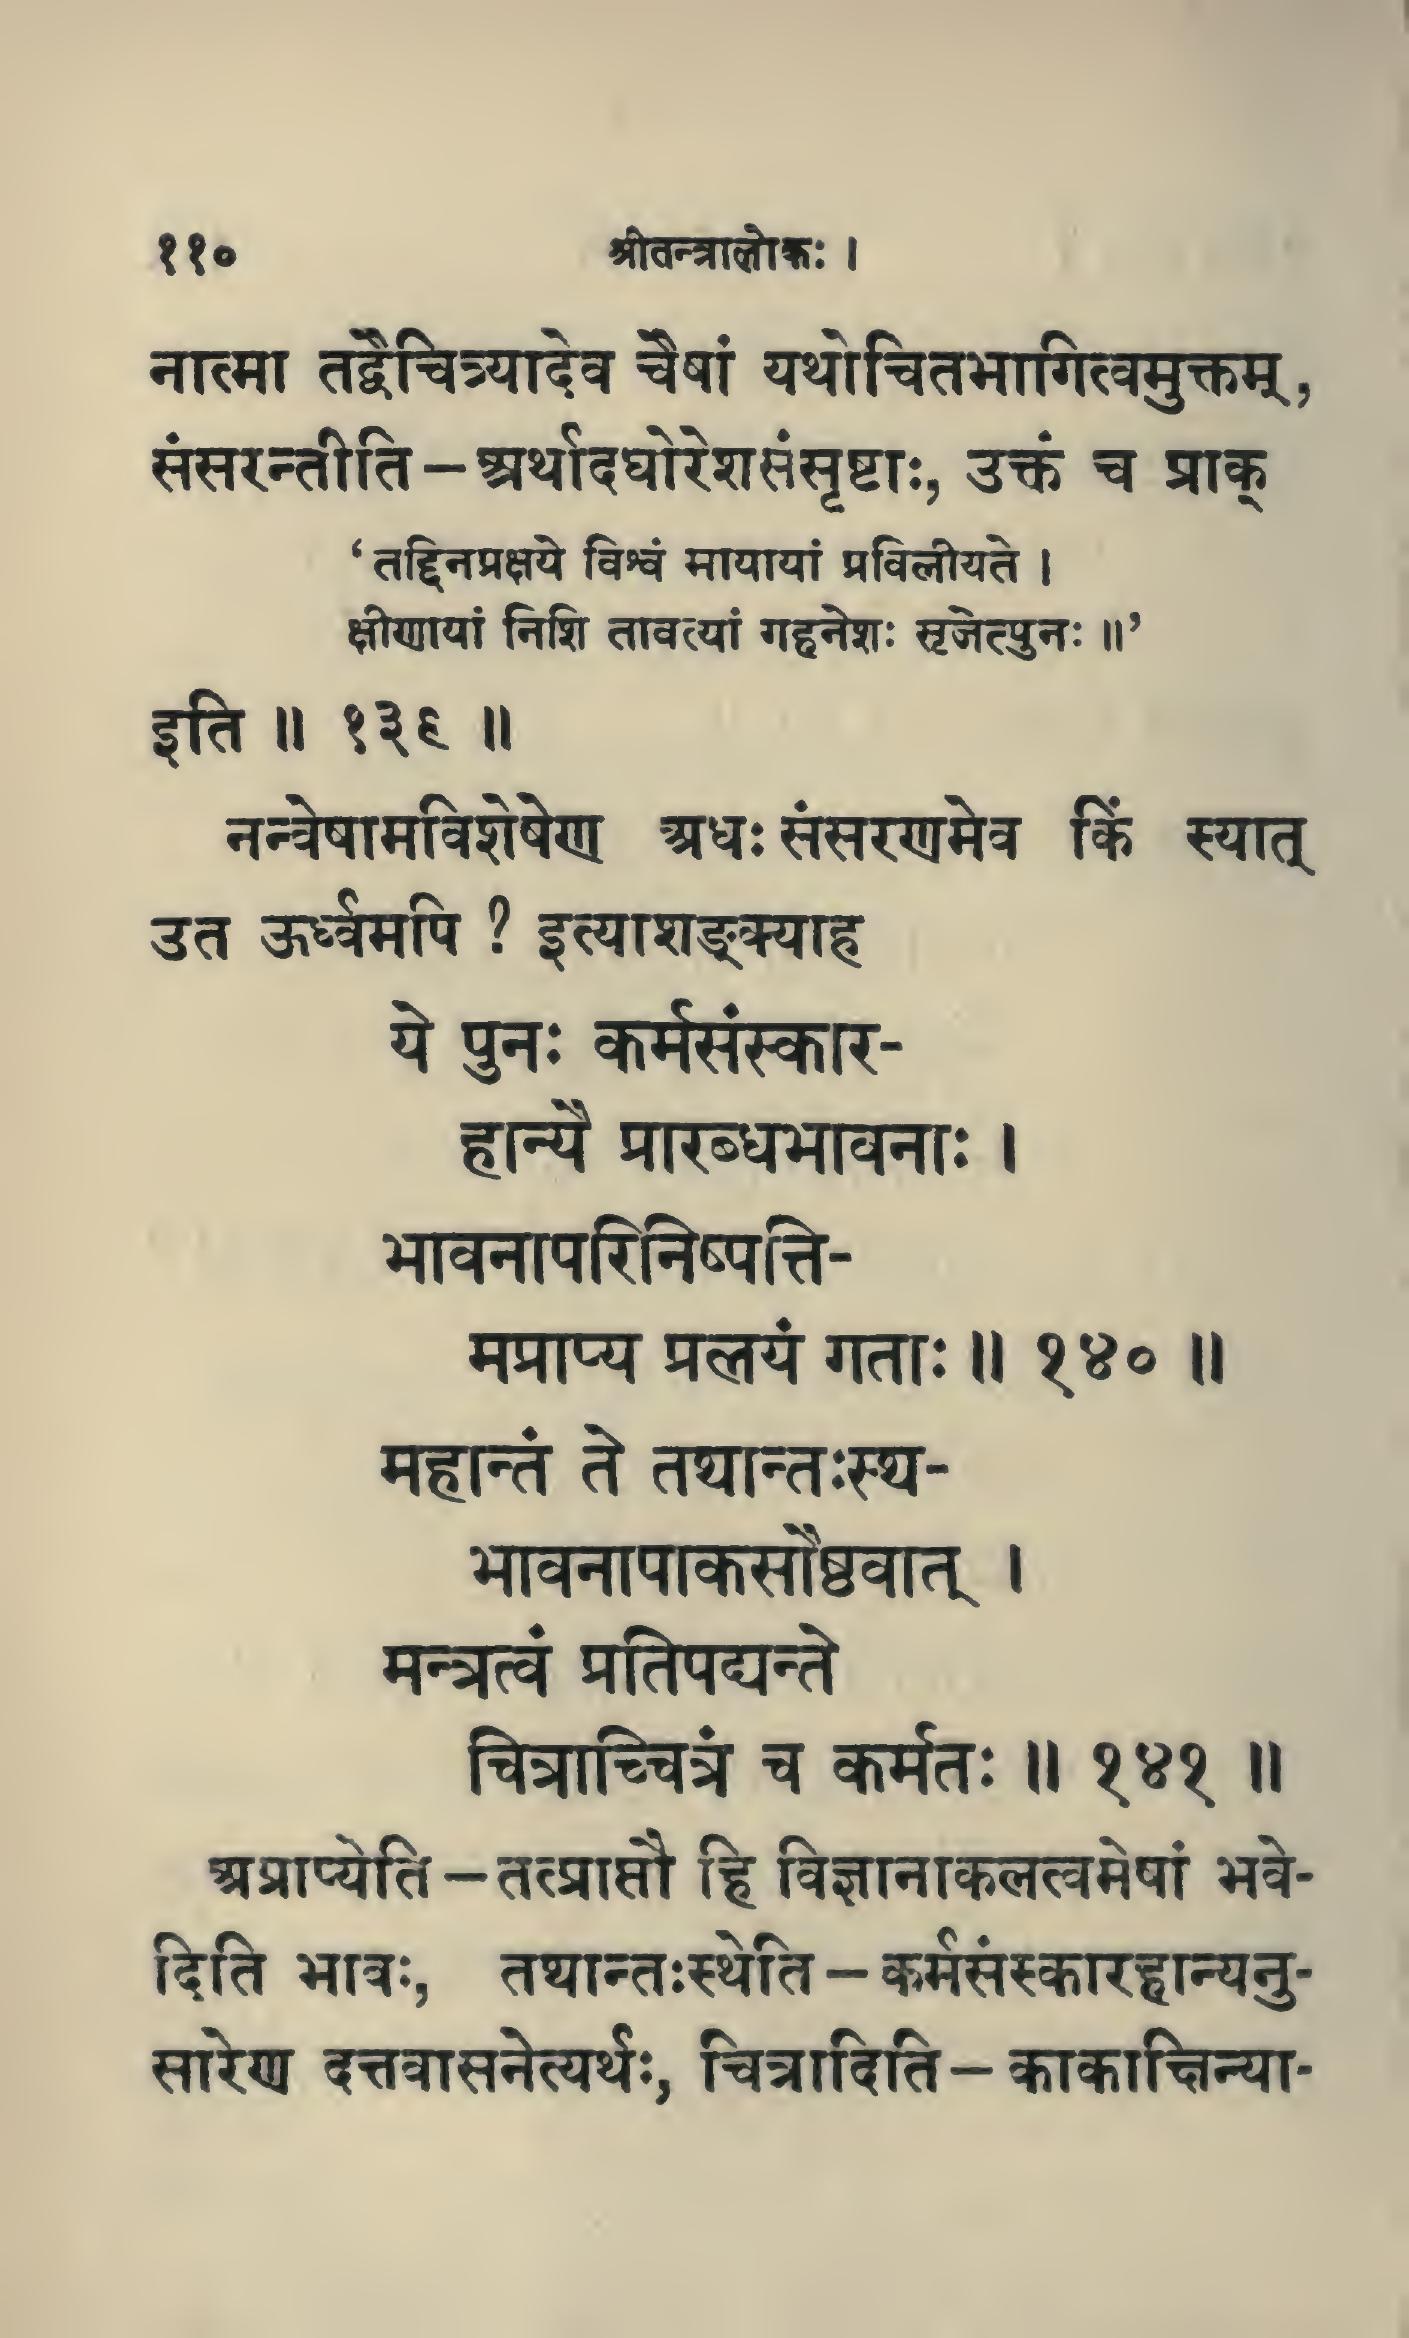 ११० श्रीतन्त्रालोकः ।
नात्मा तद्वैचित्र्यादेव चैषां यथोचितभागित्वमुक्तम्,
संसरन्तीति — अर्थादघोरेशसंसृष्टाः, उक्तं च प्राक्
‘तद्दिनप्रक्षये विश्वं मायायां प्रविलीयते ।
क्षीणायां निशि तावत्यां गहनेशः सृजेत्पुनः ॥’
इति ॥ १३९ ॥
नन्वेषामविशेषेण अधः संसरणमेव किं स्यात्
उत ऊर्ध्वमपि ? इत्याशङ्क्याह
ये पुनः कर्मसंस्कार-
हान्यै प्रारब्धभावनाः ।
भावनापरिनिष्पत्ति-
मप्राप्य प्रलयं गताः ॥ १४० ॥
महान्तं ते तथान्तःस्थ-
भावनापाकसौष्ठवात् ।
मन्त्रत्वं प्रतिपद्यन्ते
चित्राच्चित्रं च कर्मतः ॥ १४१ ॥
अप्राप्येति — तत्प्राप्तौ हि विज्ञानाकलत्वमेषां भवे-
दिति भावः, तथान्तःस्थेति — कर्मसंस्कारहान्यनु-
सारेण दत्तवासनेत्यर्थः, चित्रादिति — काकाक्षिन्या-